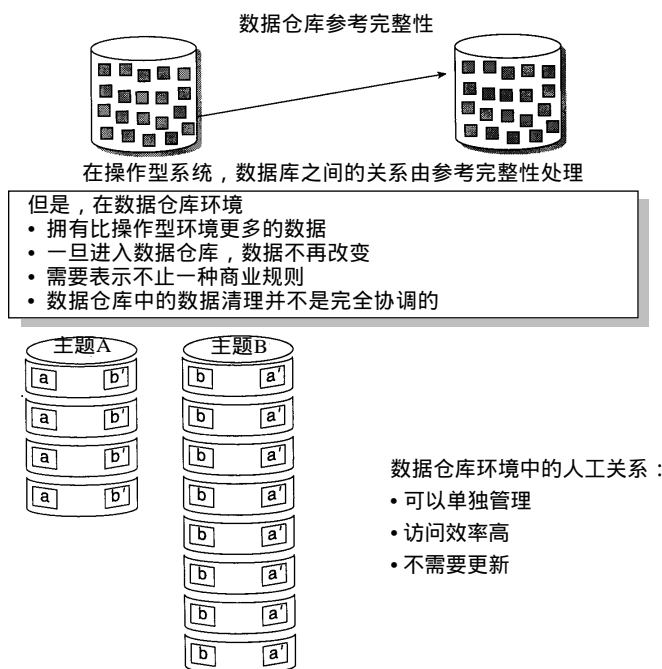 数据仓库参考完整性
在操作型系统，数据库之间的关系由参考完整性处理
但是，在数据仓库环境
• 拥有比操作型环境更多的数据
• 一旦进入数据仓库，数据不再改变
• 需要表示不止一种商业规则
• 数据仓库中的数据清理并不是完全协调的
主题A
a b′
a b′
a b′
a b′
主题B
b a′
b a′
b a′
b a′
b a′
b a′
b a′
b a′
数据仓库环境中的人工关系：
• 可以单独管理
• 访问效率高
• 不需要更新